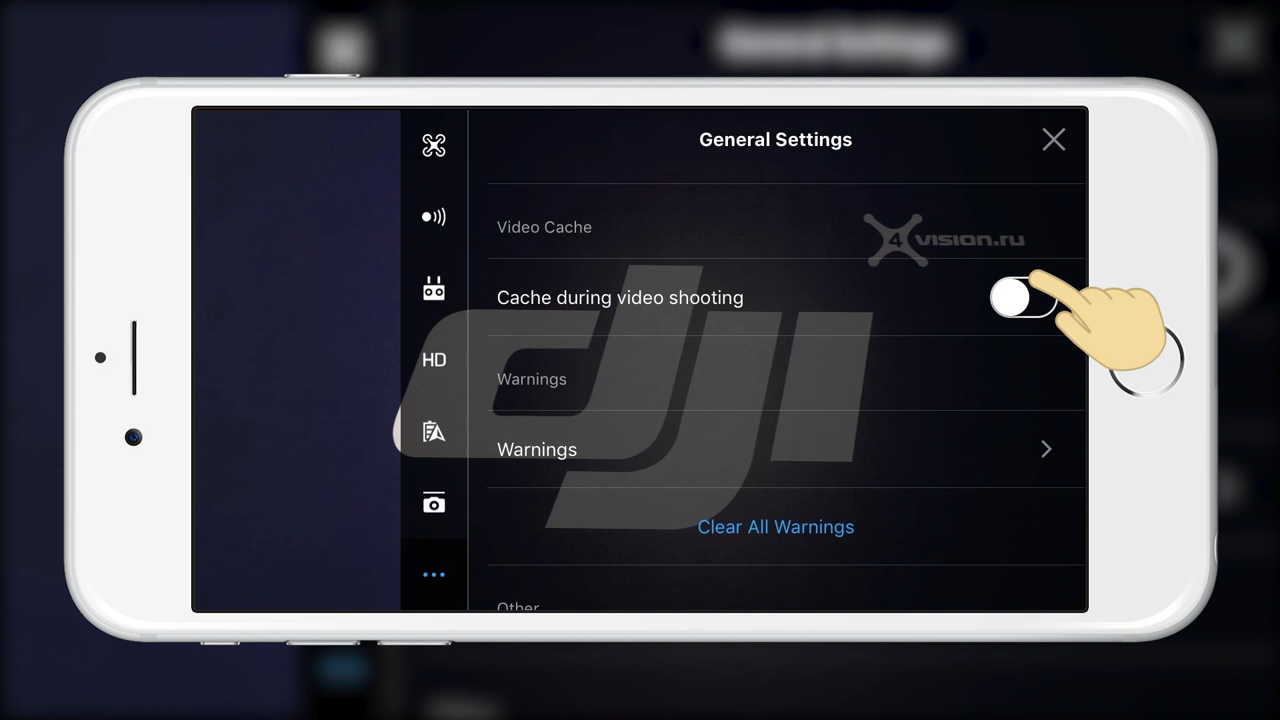 General Settings
Video Cache
4vision.ru
Cache during video shooting
HD
Warnings
Warnings
Clear All Warnings
Other
dji